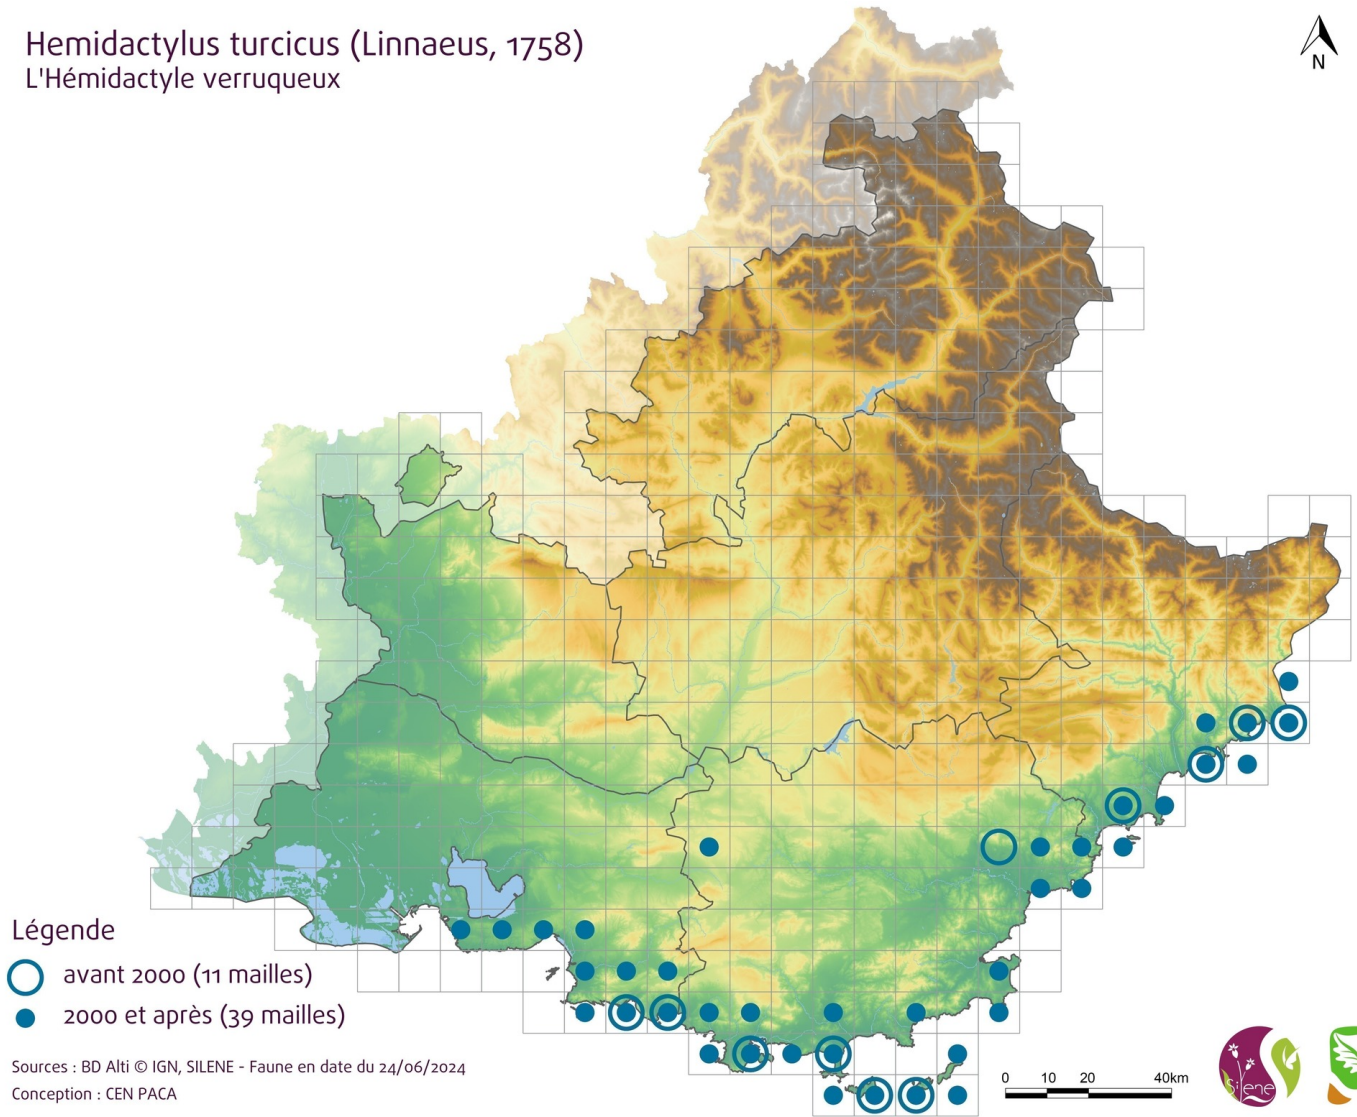 Hemidactylus turcicus (Linnaeus, 1758)
L'Hémidactyle verruqueux
N
Légende
avant 2000 (11 mailles)
2000 et après (39 mailles)
Sources : BD Alti © IGN, SILENE - Faune en date du 24/06/2024
Conception : CEN PACA
0 10 20 40km
Silene